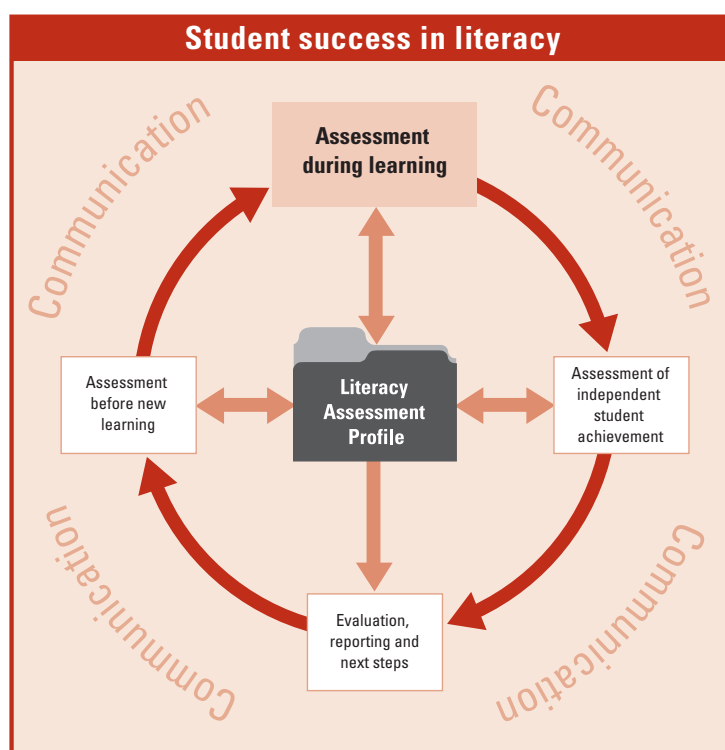 Student success in literacy
Communication
Communication
Assessment
during learning
Assessment
before new
learning
Literacy
Assessment
Profile
Assessment of
independent
student
achievement
Communication
Communication
Evaluation,
reporting and
next steps